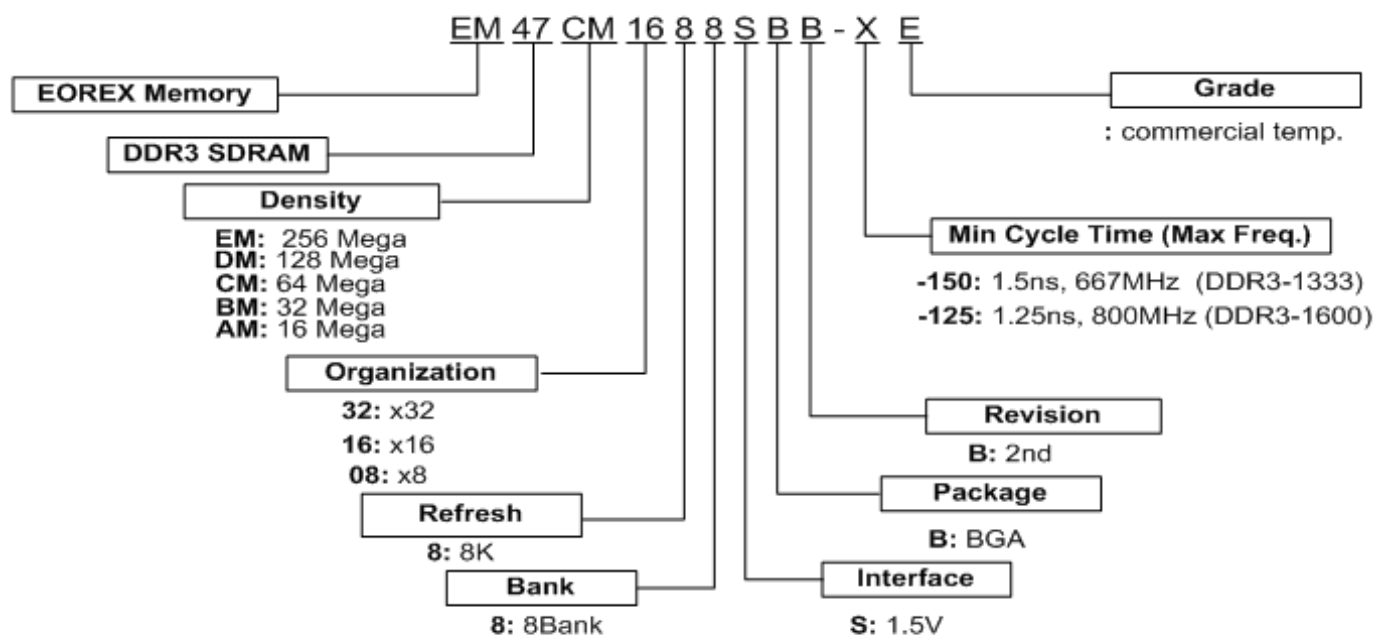 EM 47 CM 16 8 8 S B B - X E
EOREX Memory
DDR3 SDRAM
Density
EM: 256 Mega
DM: 128 Mega
CM: 64 Mega
BM: 32 Mega
AM: 16 Mega
Organization
32: x32
16: x16
08: x8
Refresh
8: 8K
Bank
8: 8Bank
Grade
: commercial temp.
Min Cycle Time (Max Freq.)
-150: 1.5ns, 667MHz (DDR3-1333)
-125: 1.25ns, 800MHz (DDR3-1600)
Revision
B: 2nd
Package
B: BGA
Interface
S: 1.5V